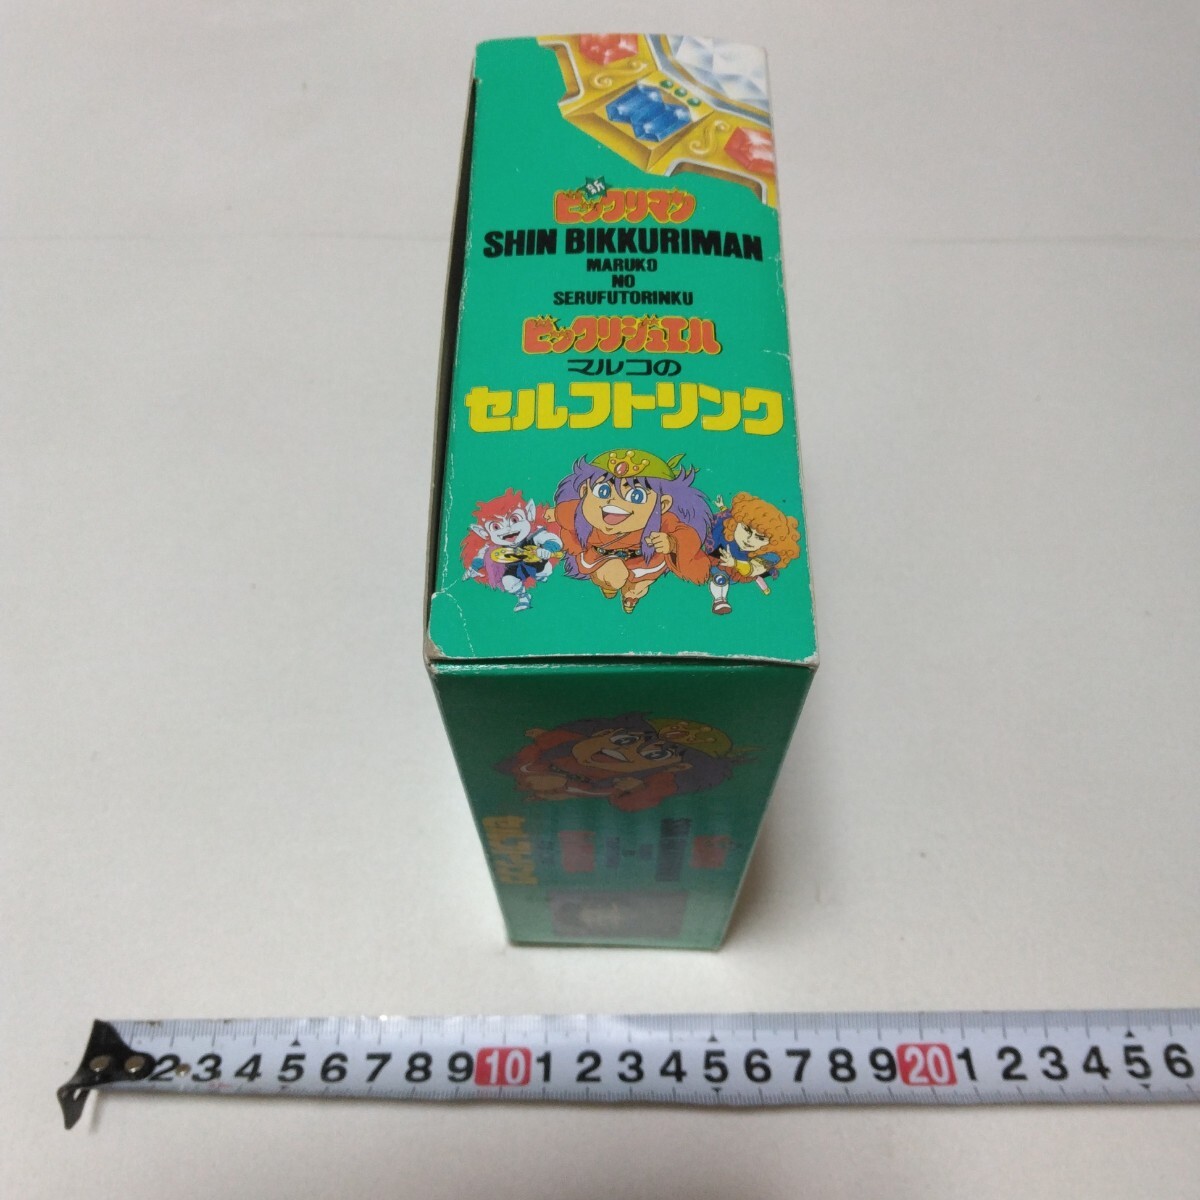 新
ビックリマン
SHIN BIKKURIMAN
MARUKO
NO
SERUFUTORINKU
ビックリジュエル
マルコの
セルフトリンク
2 3 4 5 6 7 8 9 10 1 2 3 4 5 6 7 8 9 20 1 2 3 4 5 6